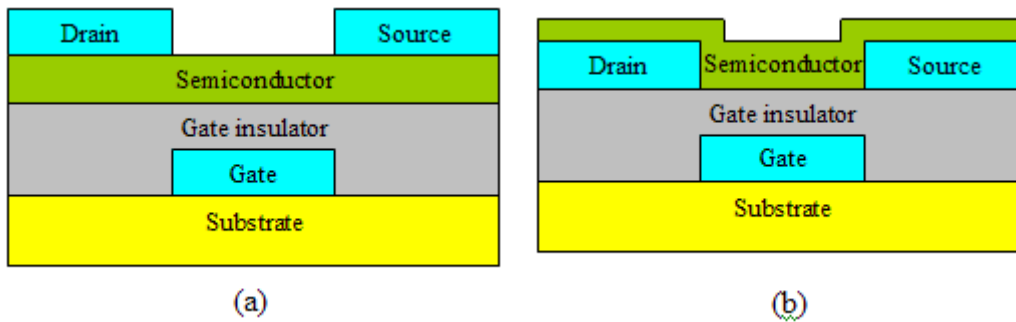 Drain Source
Semiconductor
Gate insulator
Gate
Substrate
(a)
Drain Semiconductor Source
Gate insulator
Gate
Substrate
(b)